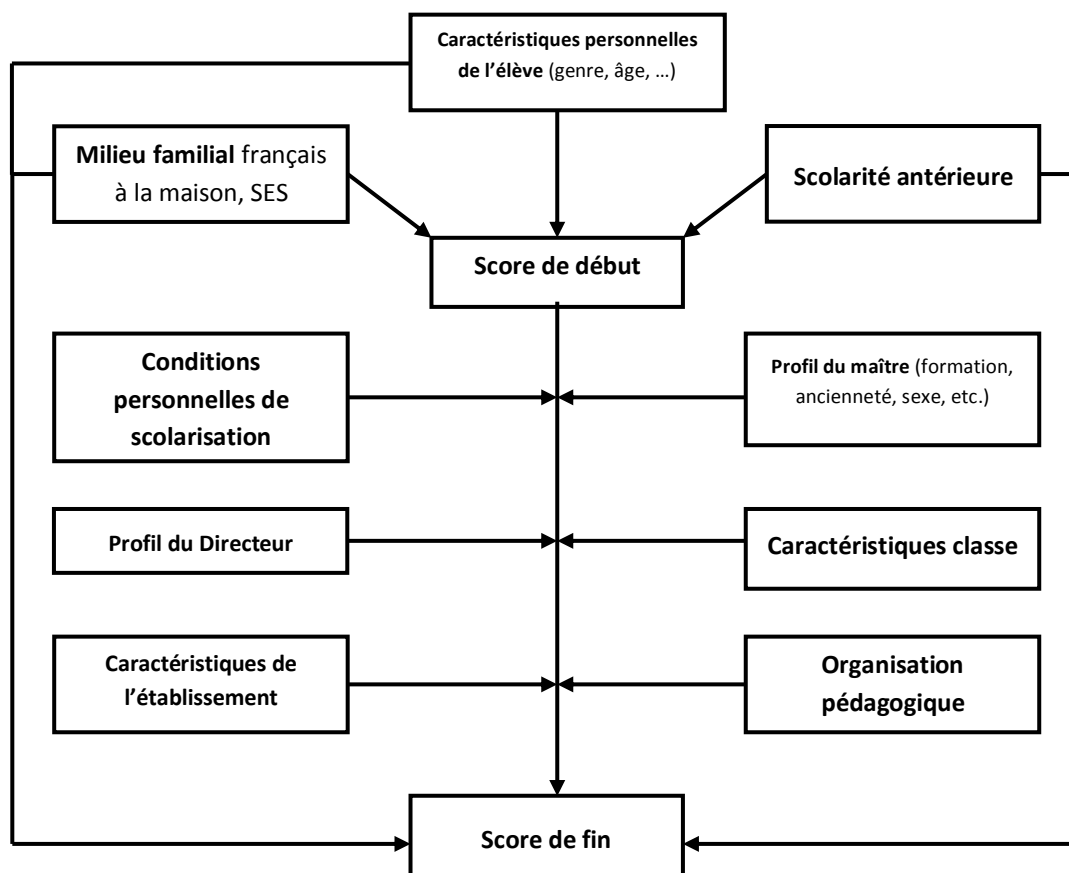 Caractéristiques personnelles
de l’élève (genre, âge, …)
Milieu familial français
à la maison, SES
Scolarité antérieure
Score de début
Conditions
personnelles de
scolarisation
Profil du maître (formation,
ancienneté, sexe, etc.)
Profil du Directeur
Caractéristiques classe
Caractéristiques de
l’établissement
Organisation
pédagogique
Score de fin